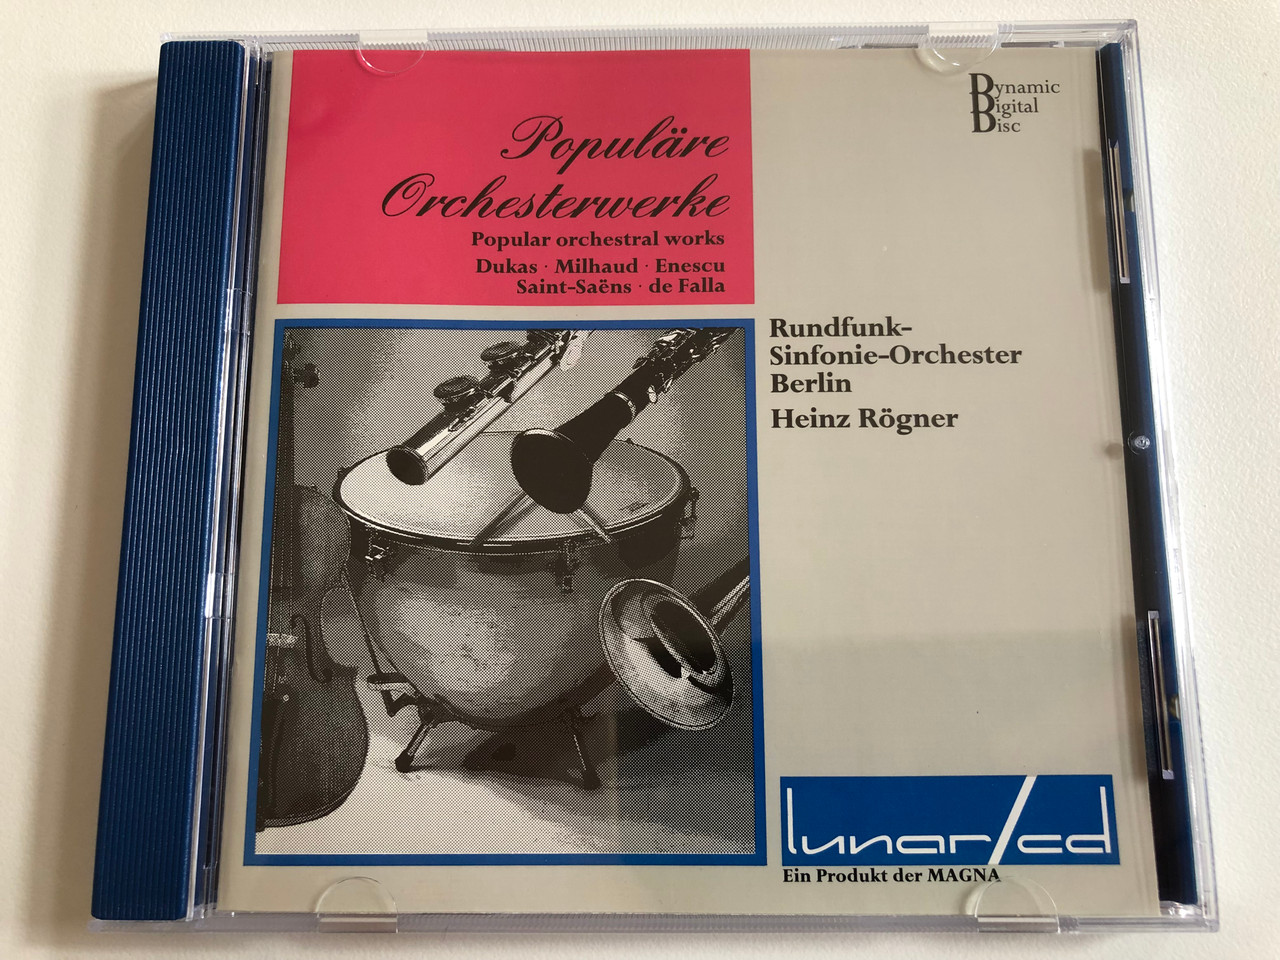 Populäre
Orchesterwerke
Popular orchestral works
Dukas · Milhaud · Enescu
Saint-Saëns · de Falla
Dynamic
Digital
Disc
Rundfunk-
Sinfonie-Orchester
Berlin
Heinz Rögner
lunar/cd
Ein Produkt der MAGNA